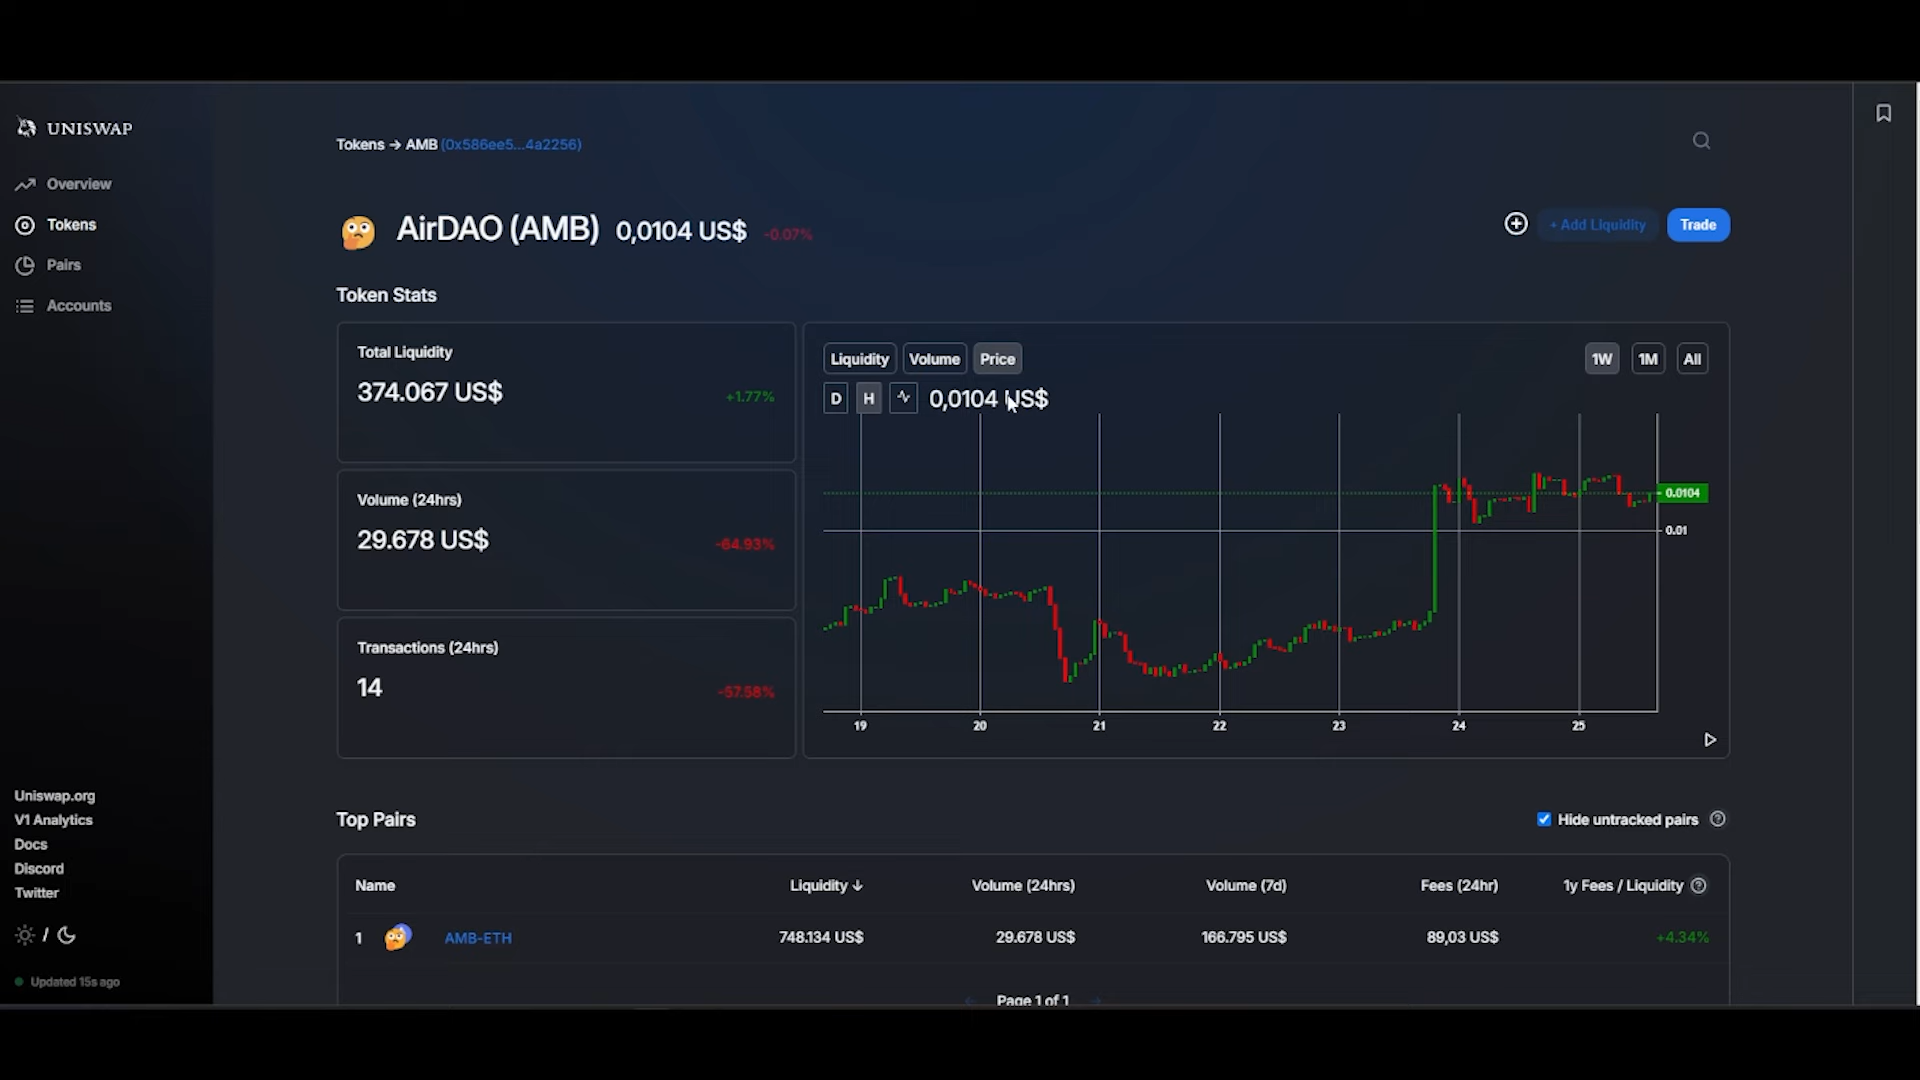 UNISWAP
Overview
Tokens
Pairs
Accounts
Uniswap.org
V1 Analytics
Docs
Discord
Twitter
/
Updated 15s ago
Tokens → AMB (0x586ee5...4a2256)
AirDAO (AMB) 0,0104 US$ -0.07%
+ Add Liquidity Trade
Token Stats
Total Liquidity
374.067 US$ +1.77%
Volume (24hrs)
29.678 US$ -64.93%
Transactions (24hrs)
14 -57.58%
Liquidity Volume Price 1W 1M All
D H 0,0104 US$
0.0104
0.01
19 20 21 22 23 24 25
Top Pairs
Hide untracked pairs ?
Name Liquidity ↓ Volume (24hrs) Volume (7d) Fees (24hr) 1y Fees / Liquidity ?
1 AMB-ETH 748.134 US$ 29.678 US$ 166.795 US$ 89,03 US$ +4.34%
← Page 1 of 1 →